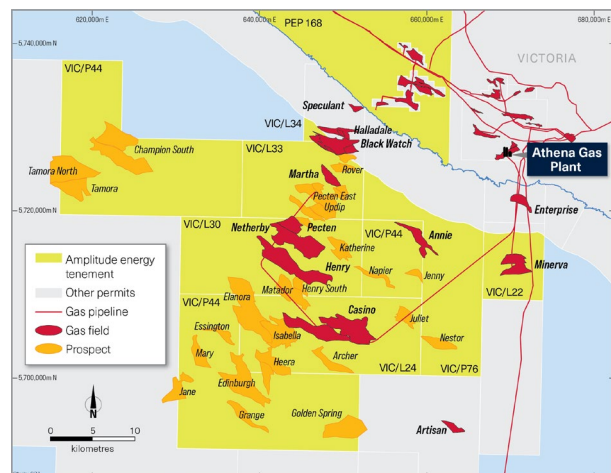 620,000m E
640,000m E
660,000m E
680,000m
5,740,000m N
PEP 168
VICTORIA
VIC/P44
Speculant
VIC/L34
Halladale
Black Watch
VIC/L33
Champion South
Martha
Rover
Athena Gas
Plant
Tamora North
Tamora
Pecten East
Updip
5,720,000m N
VIC/L30
Netherby
Pecten
VIC/P44
Annie
Enterprise
Katherine
Henry
Napier
Jenny
Minerva
Amplitude energy
tenement
Other permits
Gas pipeline
Gas field
Prospect
VIC/P44
Matador
Henry South
VIC/L22
Elanora
Casino
Juliet
Essington
Isabella
Nestor
Mary
Heera
Archer
VIC/L24
VIC/P76
5,700,000m N
Jane
Edinburgh
Grange
Golden Spring
Artisan
N
0 5 10
kilometres